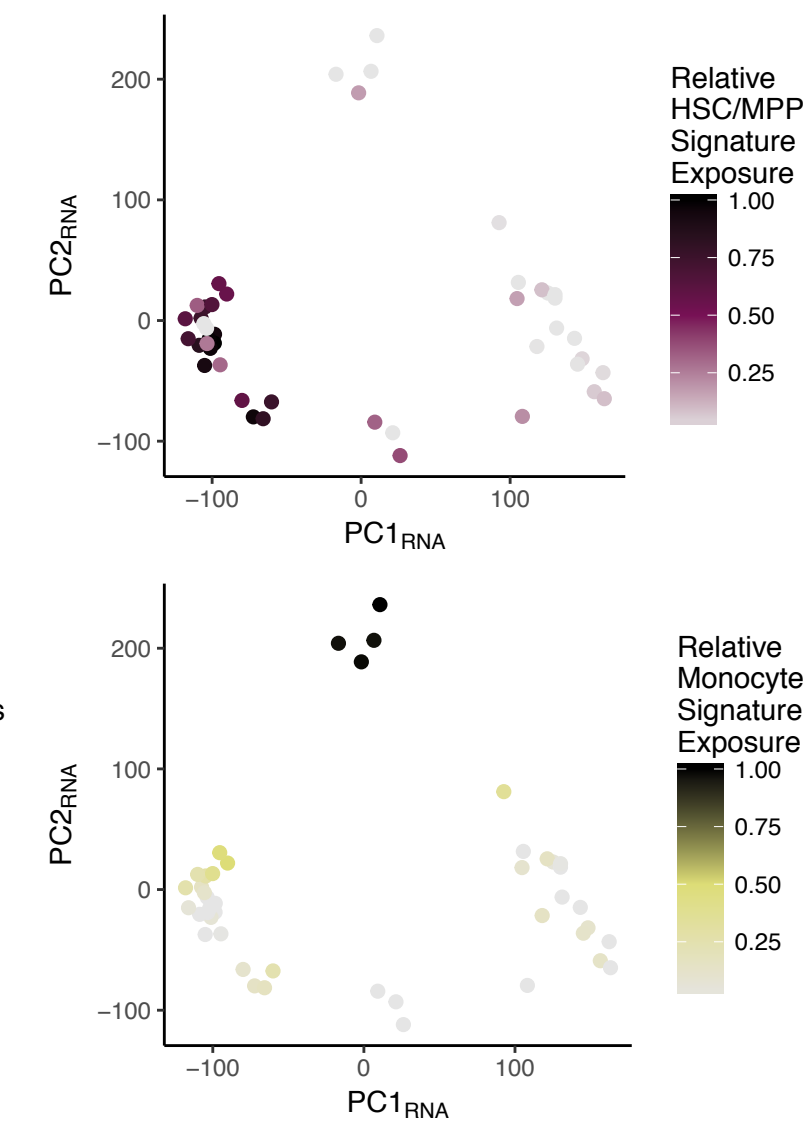 200
100
0
−100
PC2RNA
−100
0
100
PC1RNA
Relative
HSC/MPP
Signature
Exposure
1.00
0.75
0.50
0.25
s
200
100
0
−100
PC2RNA
−100
0
100
PC1RNA
Relative
Monocyte
Signature
Exposure
1.00
0.75
0.50
0.25